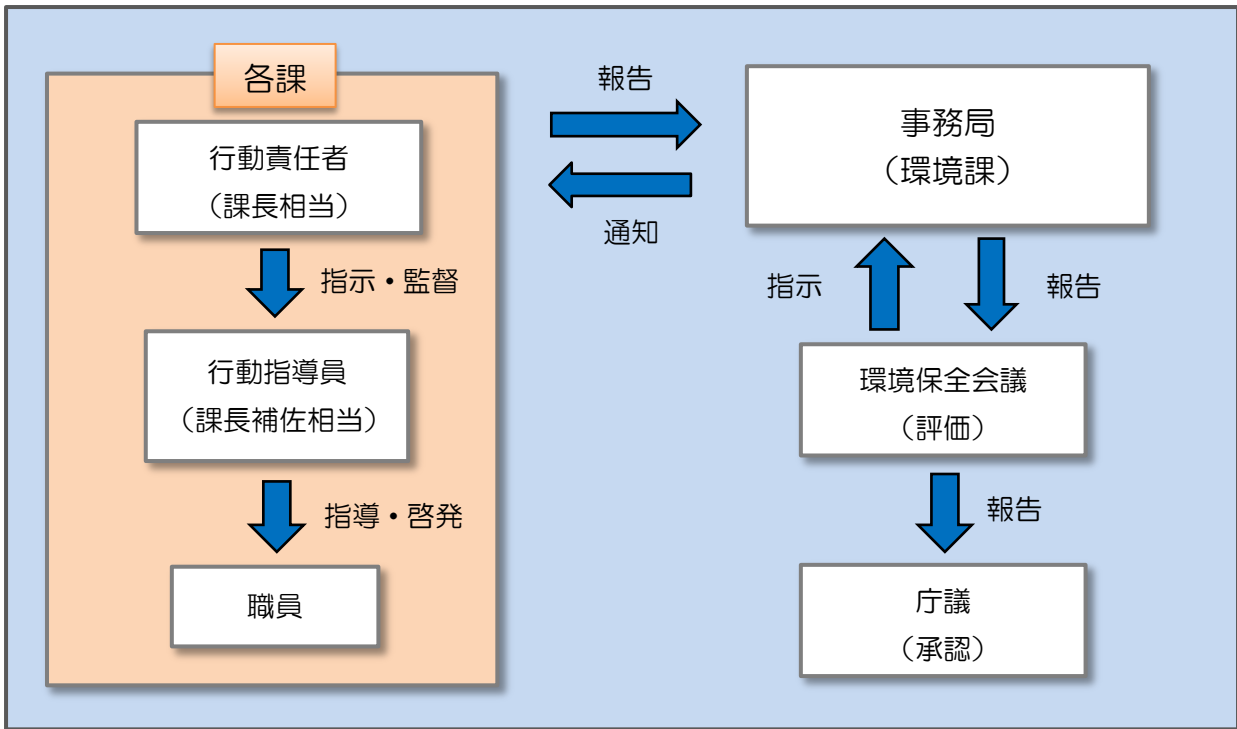 各課
行動責任者
（課長相当）
指示・監督
行動指導員
（課長補佐相当）
指導・啓発
職員
報告
通知
事務局
（環境課）
指示
報告
環境保全会議
（評価）
報告
庁議
（承認）